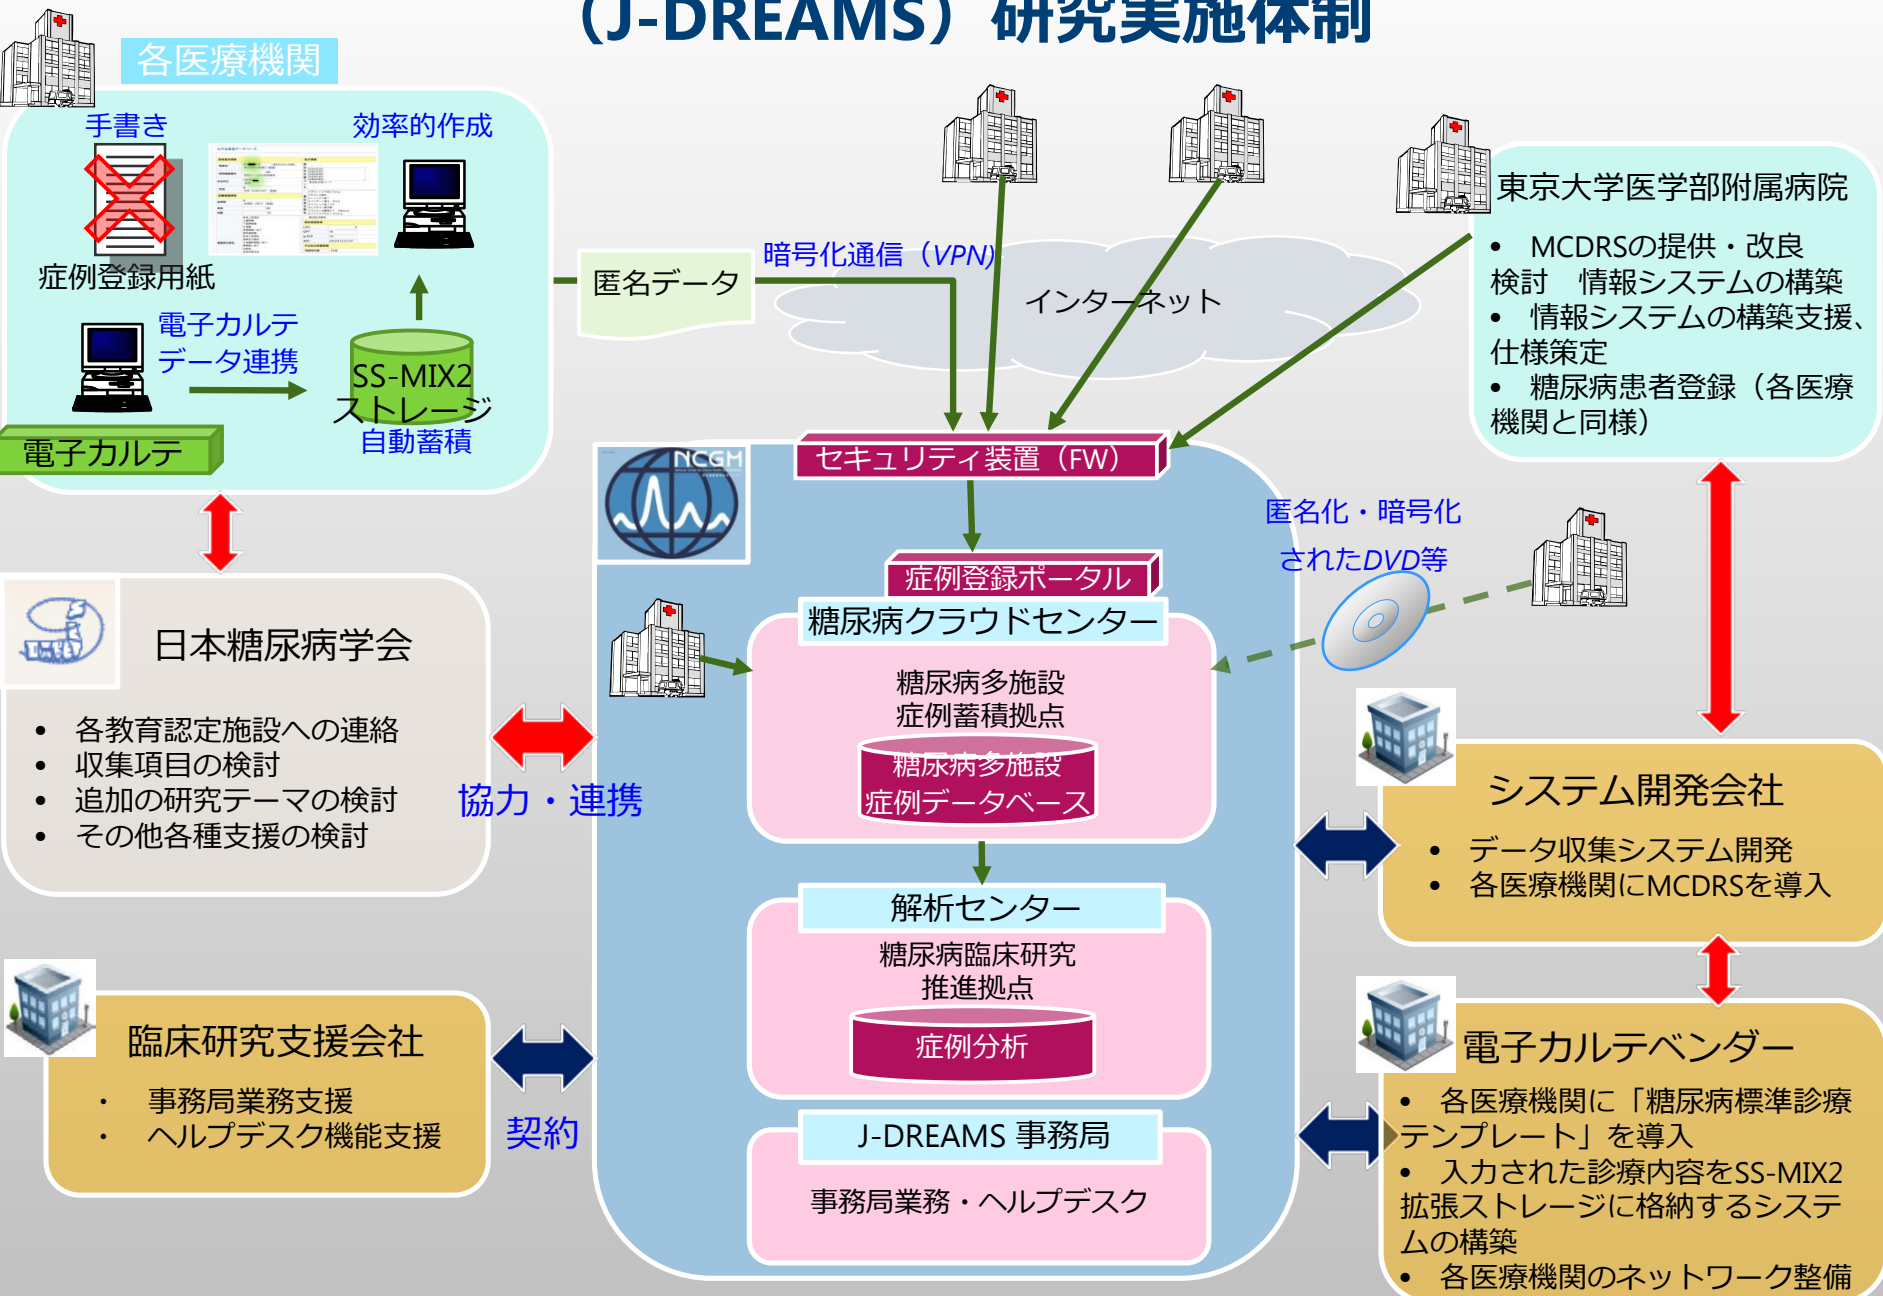 （J-DREAMS）研究実施体制
各医療機関
手書き
効率的作成
症例登録用紙
電子カルテ
データ連携
SS-MIX2
ストレージ
自動蓄積
電子カルテ
匿名データ
暗号化通信（VPN)
インターネット
東京大学医学部附属病院
• MCDRSの提供・改良
検討　情報システムの構築
• 情報システムの構築支援、
仕様策定
• 糖尿病患者登録（各医療
機関と同様）
NCGM
セキュリティ装置（FW）
症例登録ポータル
糖尿病クラウドセンター
糖尿病多施設
症例蓄積拠点
糖尿病多施設
症例データベース
匿名化・暗号化
されたDVD等
日本糖尿病学会
• 各教育認定施設への連絡
• 収集項目の検討
• 追加の研究テーマの検討
• その他各種支援の検討
協力・連携
解析センター
糖尿病臨床研究
推進拠点
症例分析
システム開発会社
• データ収集システム開発
• 各医療機関にMCDRSを導入
臨床研究支援会社
・ 事務局業務支援
・ ヘルプデスク機能支援
契約
J-DREAMS 事務局
事務局業務・ヘルプデスク
電子カルテベンダー
• 各医療機関に「糖尿病標準診療
テンプレート」を導入
• 入力された診療内容をSS-MIX2
拡張ストレージに格納するシステ
ムの構築
• 各医療機関のネットワーク整備